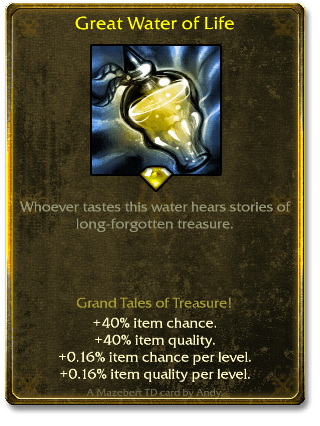 Great Water of Life
Whoever tastes this water hears stories of
long-forgotten treasure.
Grand Tales of Treasure!
+40% item chance.
+40% item quality.
+0.16% item chance per level.
+0.16% item quality per level.
A Mazebert TD card by Andy.